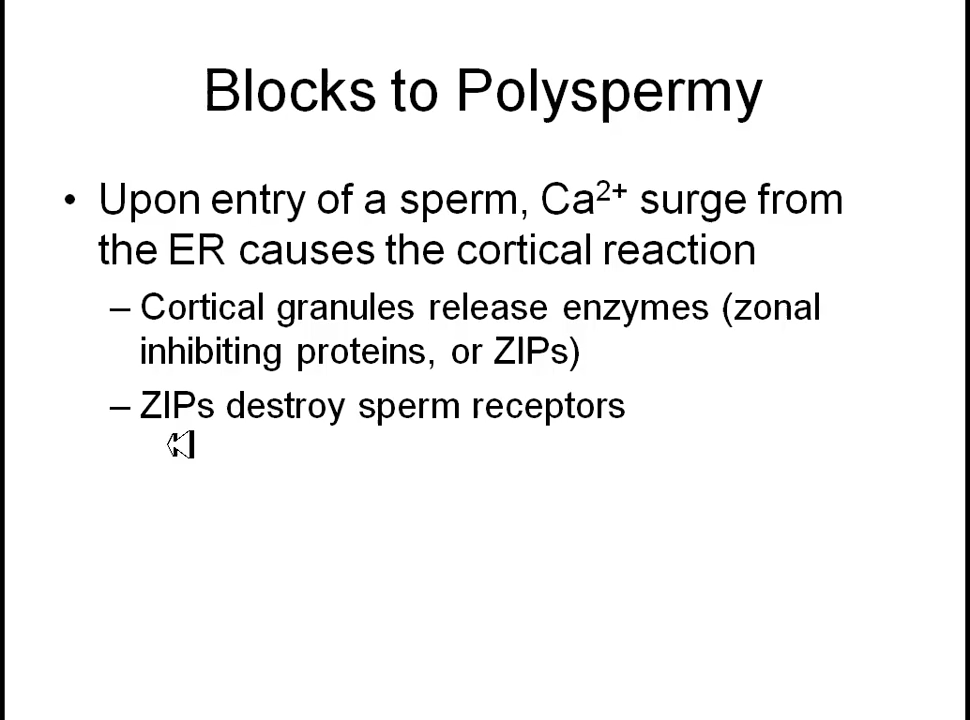 Blocks to Polyspermy
• Upon entry of a sperm, Ca²⁺ surge from
the ER causes the cortical reaction
– Cortical granules release enzymes (zonal
inhibiting proteins, or ZIPs)
– ZIPs destroy sperm receptors